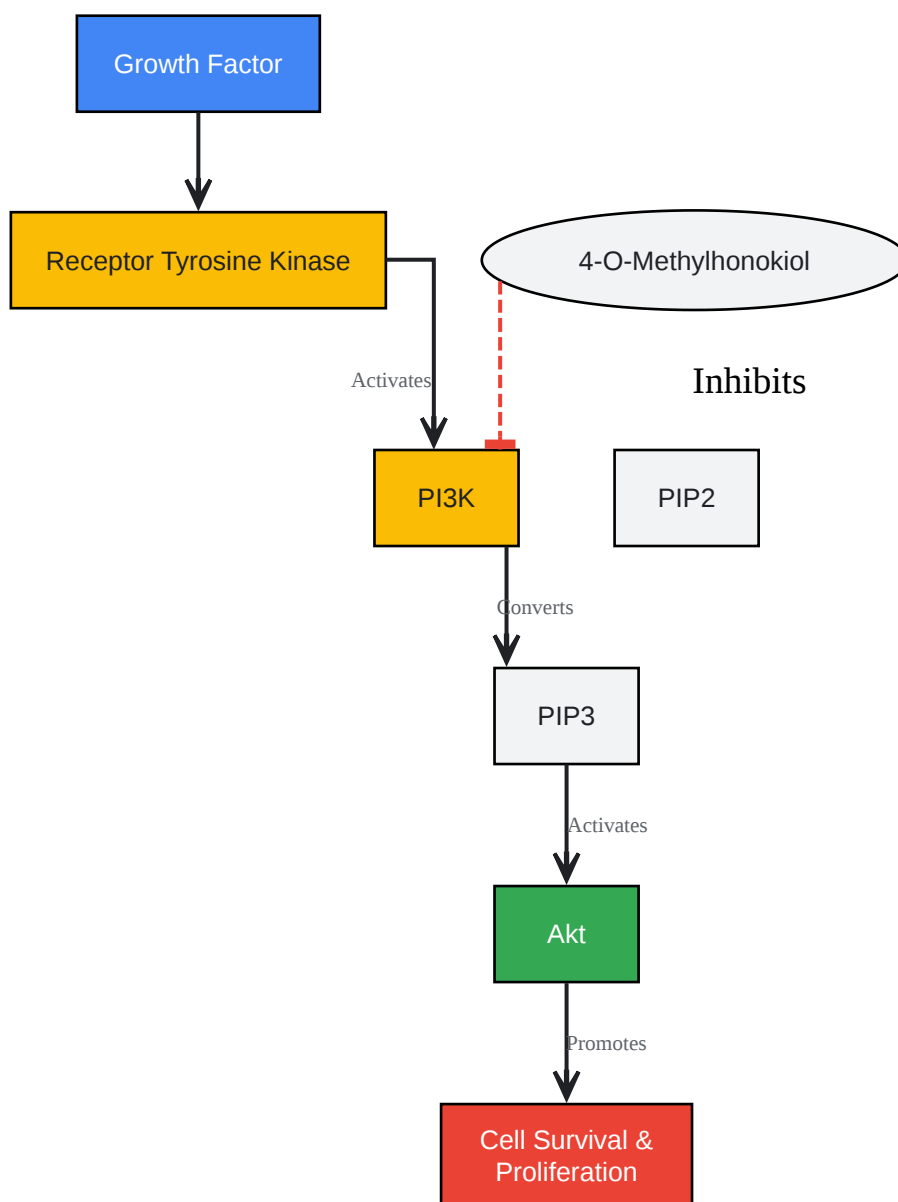 Growth Factor
Receptor Tyrosine Kinase
4-O-Methylhonokiol
Activates
Inhibits
PI3K
PIP2
Converts
PIP3
Activates
Akt
Promotes
Cell Survival &
Proliferation